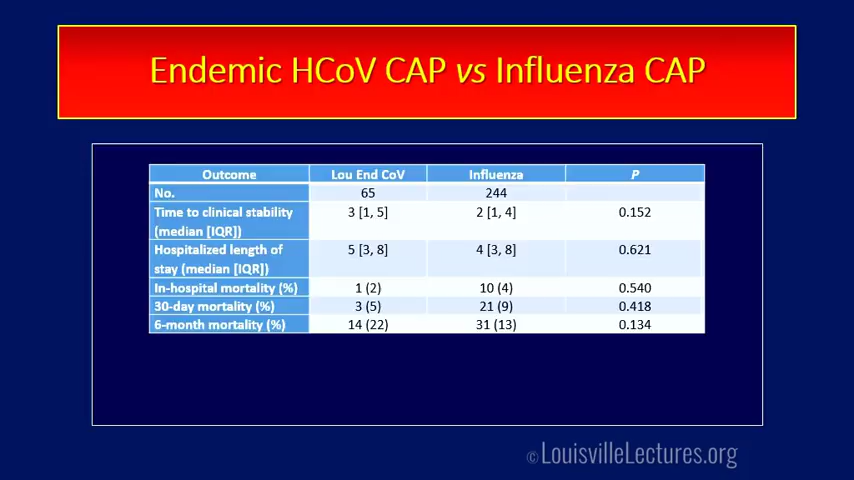 Endemic HCoV CAP vs Influenza CAP
Outcome Lou End CoV Influenza P
No. 65 244
Time to clinical stability 3 [1, 5] 2 [1, 4] 0.152
(median [IQR])
Hospitalized length of 5 [3, 8] 4 [3, 8] 0.621
stay (median [IQR])
In-hospital mortality (%) 1 (2) 10 (4) 0.540
30-day mortality (%) 3 (5) 21 (9) 0.418
6-month mortality (%) 14 (22) 31 (13) 0.134
© LouisvilleLectures.org